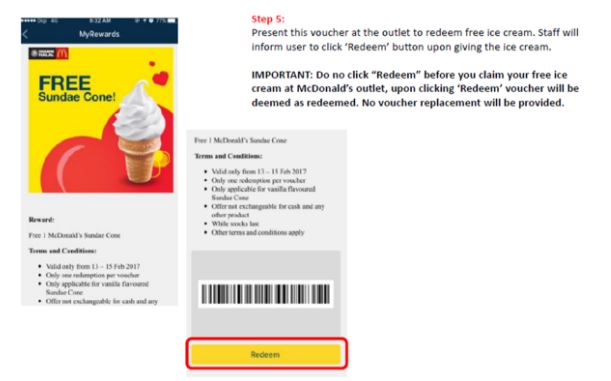 Digi 4G 9:32 AM 77%
MyRewards
FREE
Sundae Cone!
Reward:
Free 1 McDonald's Sundae Cone
Terms and Conditions:
• Valid only from 13 – 15 Feb 2017
• Only one redemption per voucher
• Only applicable for vanilla flavoured
Sundae Cone
• Offer not exchangeable for cash and any
Step 5:
Present this voucher at the outlet to redeem free ice cream. Staff will
inform user to click ‘Redeem’ button upon giving the ice cream.
IMPORTANT: Do no click “Redeem” before you claim your free ice
cream at McDonald’s outlet, upon clicking ‘Redeem’ voucher will be
deemed as redeemed. No voucher replacement will be provided.
Free 1 McDonald's Sundae Cone
Terms and Conditions:
• Valid only from 13 – 15 Feb 2017
• Only one redemption per voucher
• Only applicable for vanilla flavoured
Sundae Cone
• Offer not exchangeable for cash and any
other product
• While stocks last
• Other terms and conditions apply
Redeem